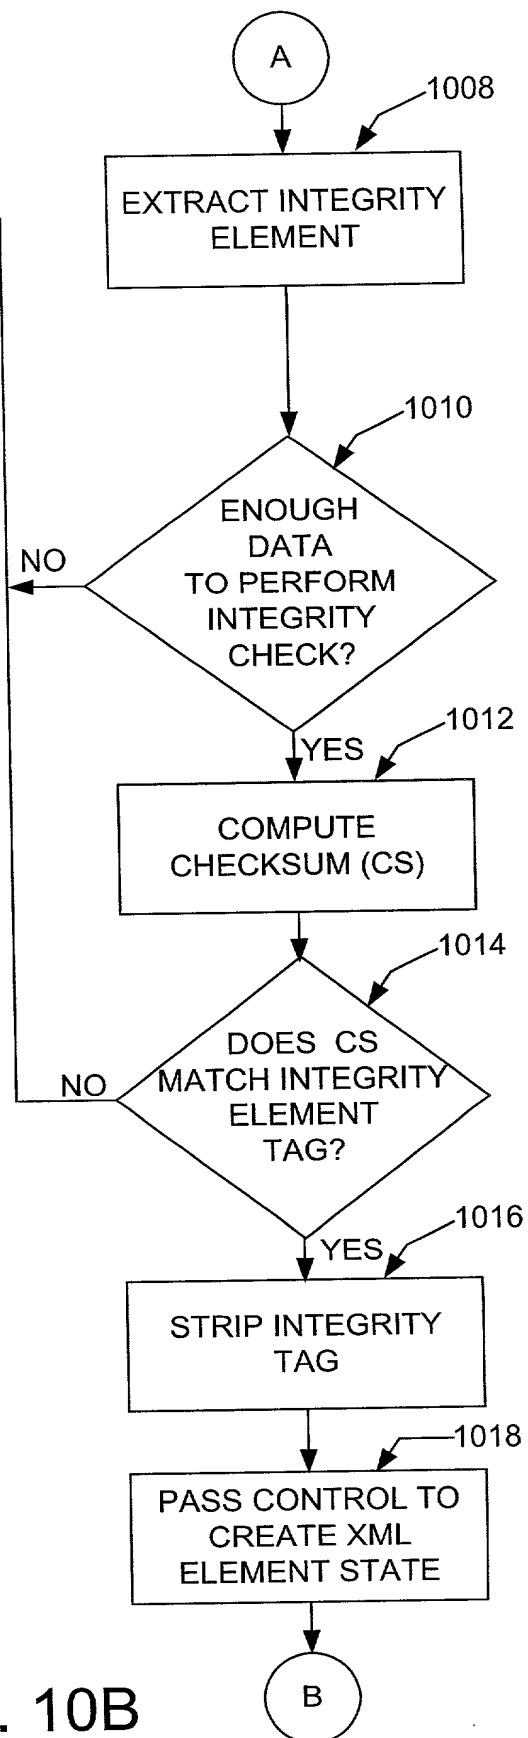 A
1008
EXTRACT INTEGRITY
ELEMENT
1010
ENOUGH
DATA
TO PERFORM
INTEGRITY
CHECK?
NO
1012
YES
COMPUTE
CHECKSUM (CS)
1014
DOES CS
MATCH INTEGRITY
ELEMENT
TAG?
NO
1016
YES
STRIP INTEGRITY
TAG
1018
PASS CONTROL TO
CREATE XML
ELEMENT STATE
B
. 10B